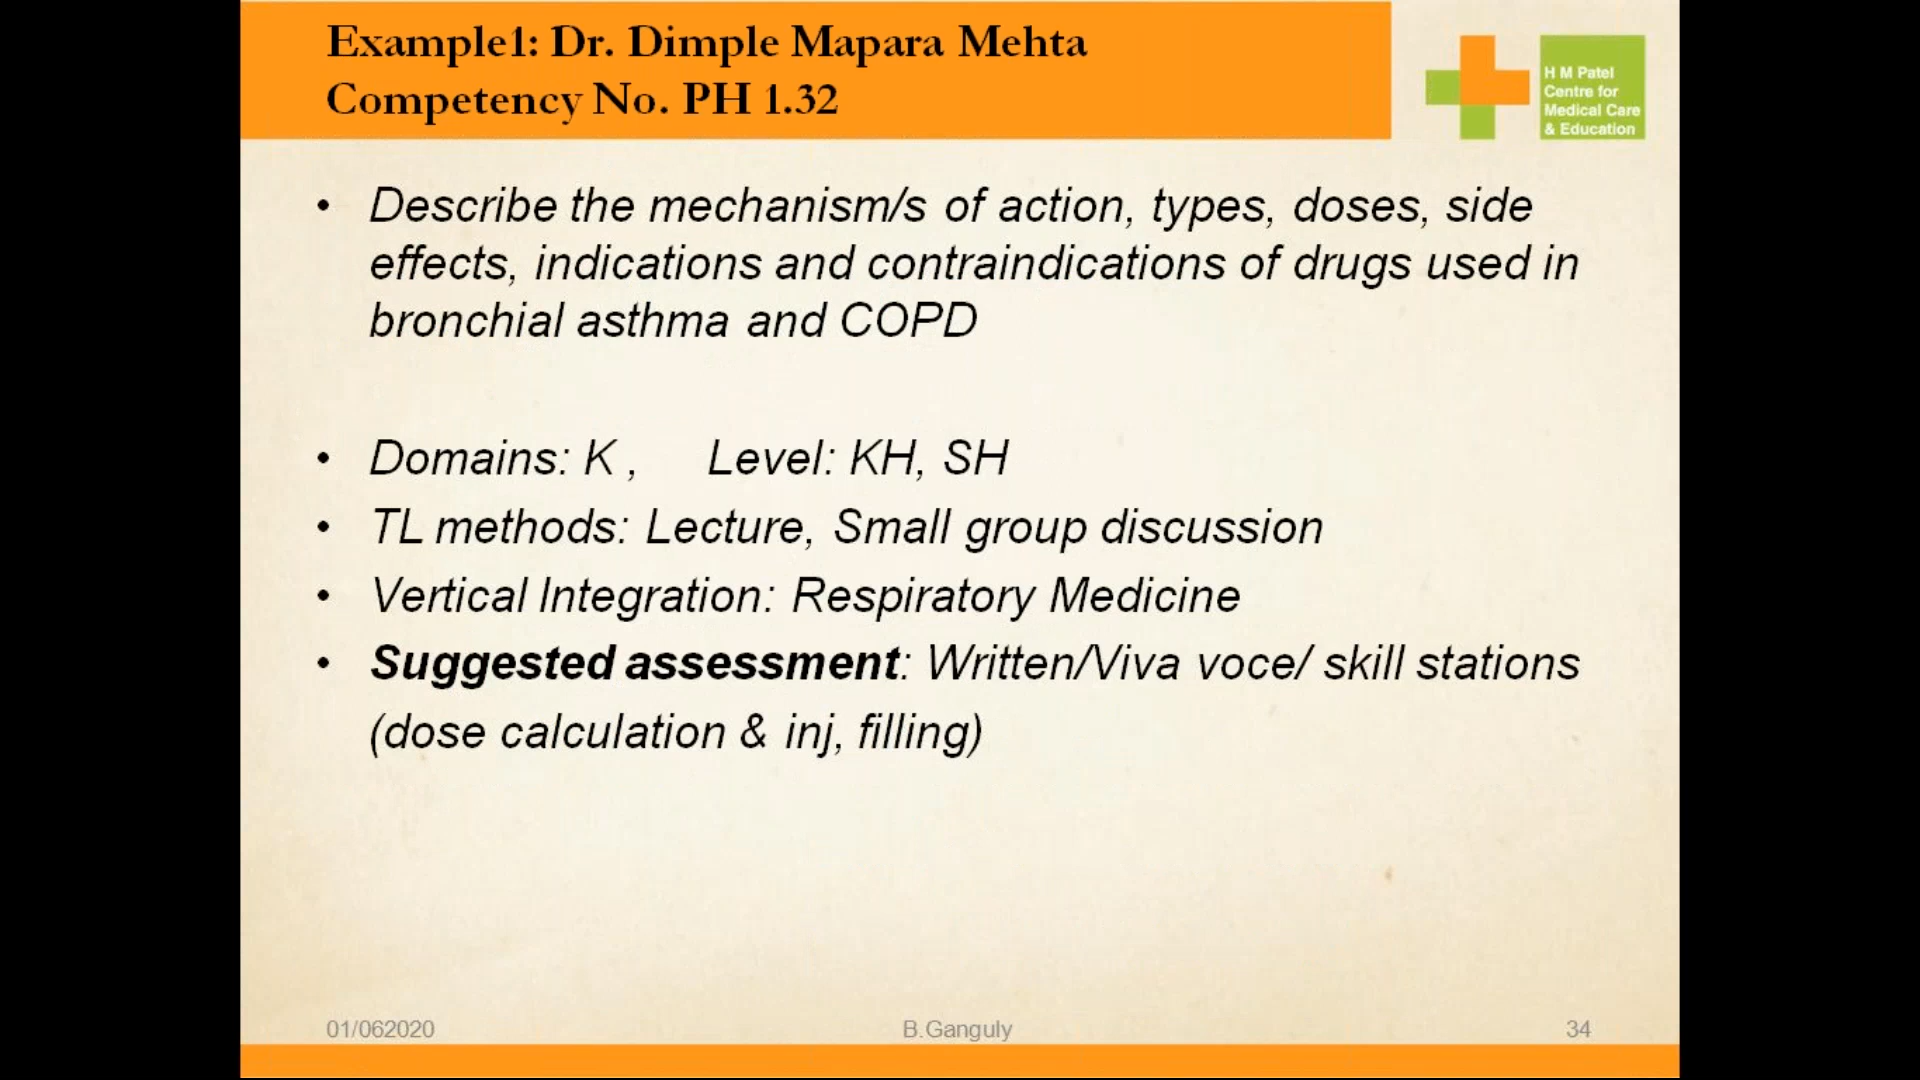 Example1: Dr. Dimple Mapara Mehta
Competency No. PH 1.32
H M Patel
Centre for
Medical Care
& Education
• Describe the mechanism/s of action, types, doses, side
effects, indications and contraindications of drugs used in
bronchial asthma and COPD
• Domains: K , Level: KH, SH
• TL methods: Lecture, Small group discussion
• Vertical Integration: Respiratory Medicine
• Suggested assessment: Written/Viva voce/ skill stations
(dose calculation & inj, filling)
01/062020 B.Ganguly 34